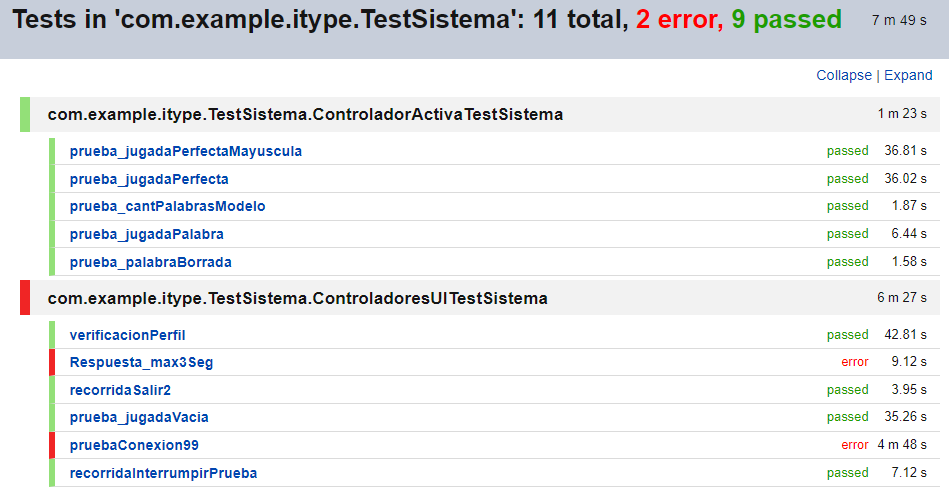 Tests in 'com.example.itype.TestSistema': 11 total, 2 error, 9 passed 7 m 49 s
Collapse | Expand
com.example.itype.TestSistema.ControladorActivaTestSistema 1 m 23 s
prueba_jugadaPerfectaMayuscula passed 36.81 s
prueba_jugadaPerfecta passed 36.02 s
prueba_cantPalabrasModelo passed 1.87 s
prueba_jugadaPalabra passed 6.44 s
prueba_palabraBorrada passed 1.58 s
com.example.itype.TestSistema.ControladoresUITestSistema 6 m 27 s
verificacionPerfil passed 42.81 s
Respuesta_max3Seg error 9.12 s
recorridaSalir2 passed 3.95 s
prueba_jugadaVacia passed 35.26 s
pruebaConexion99 error 4 m 48 s
recorridaInterrumpirPrueba passed 7.12 s